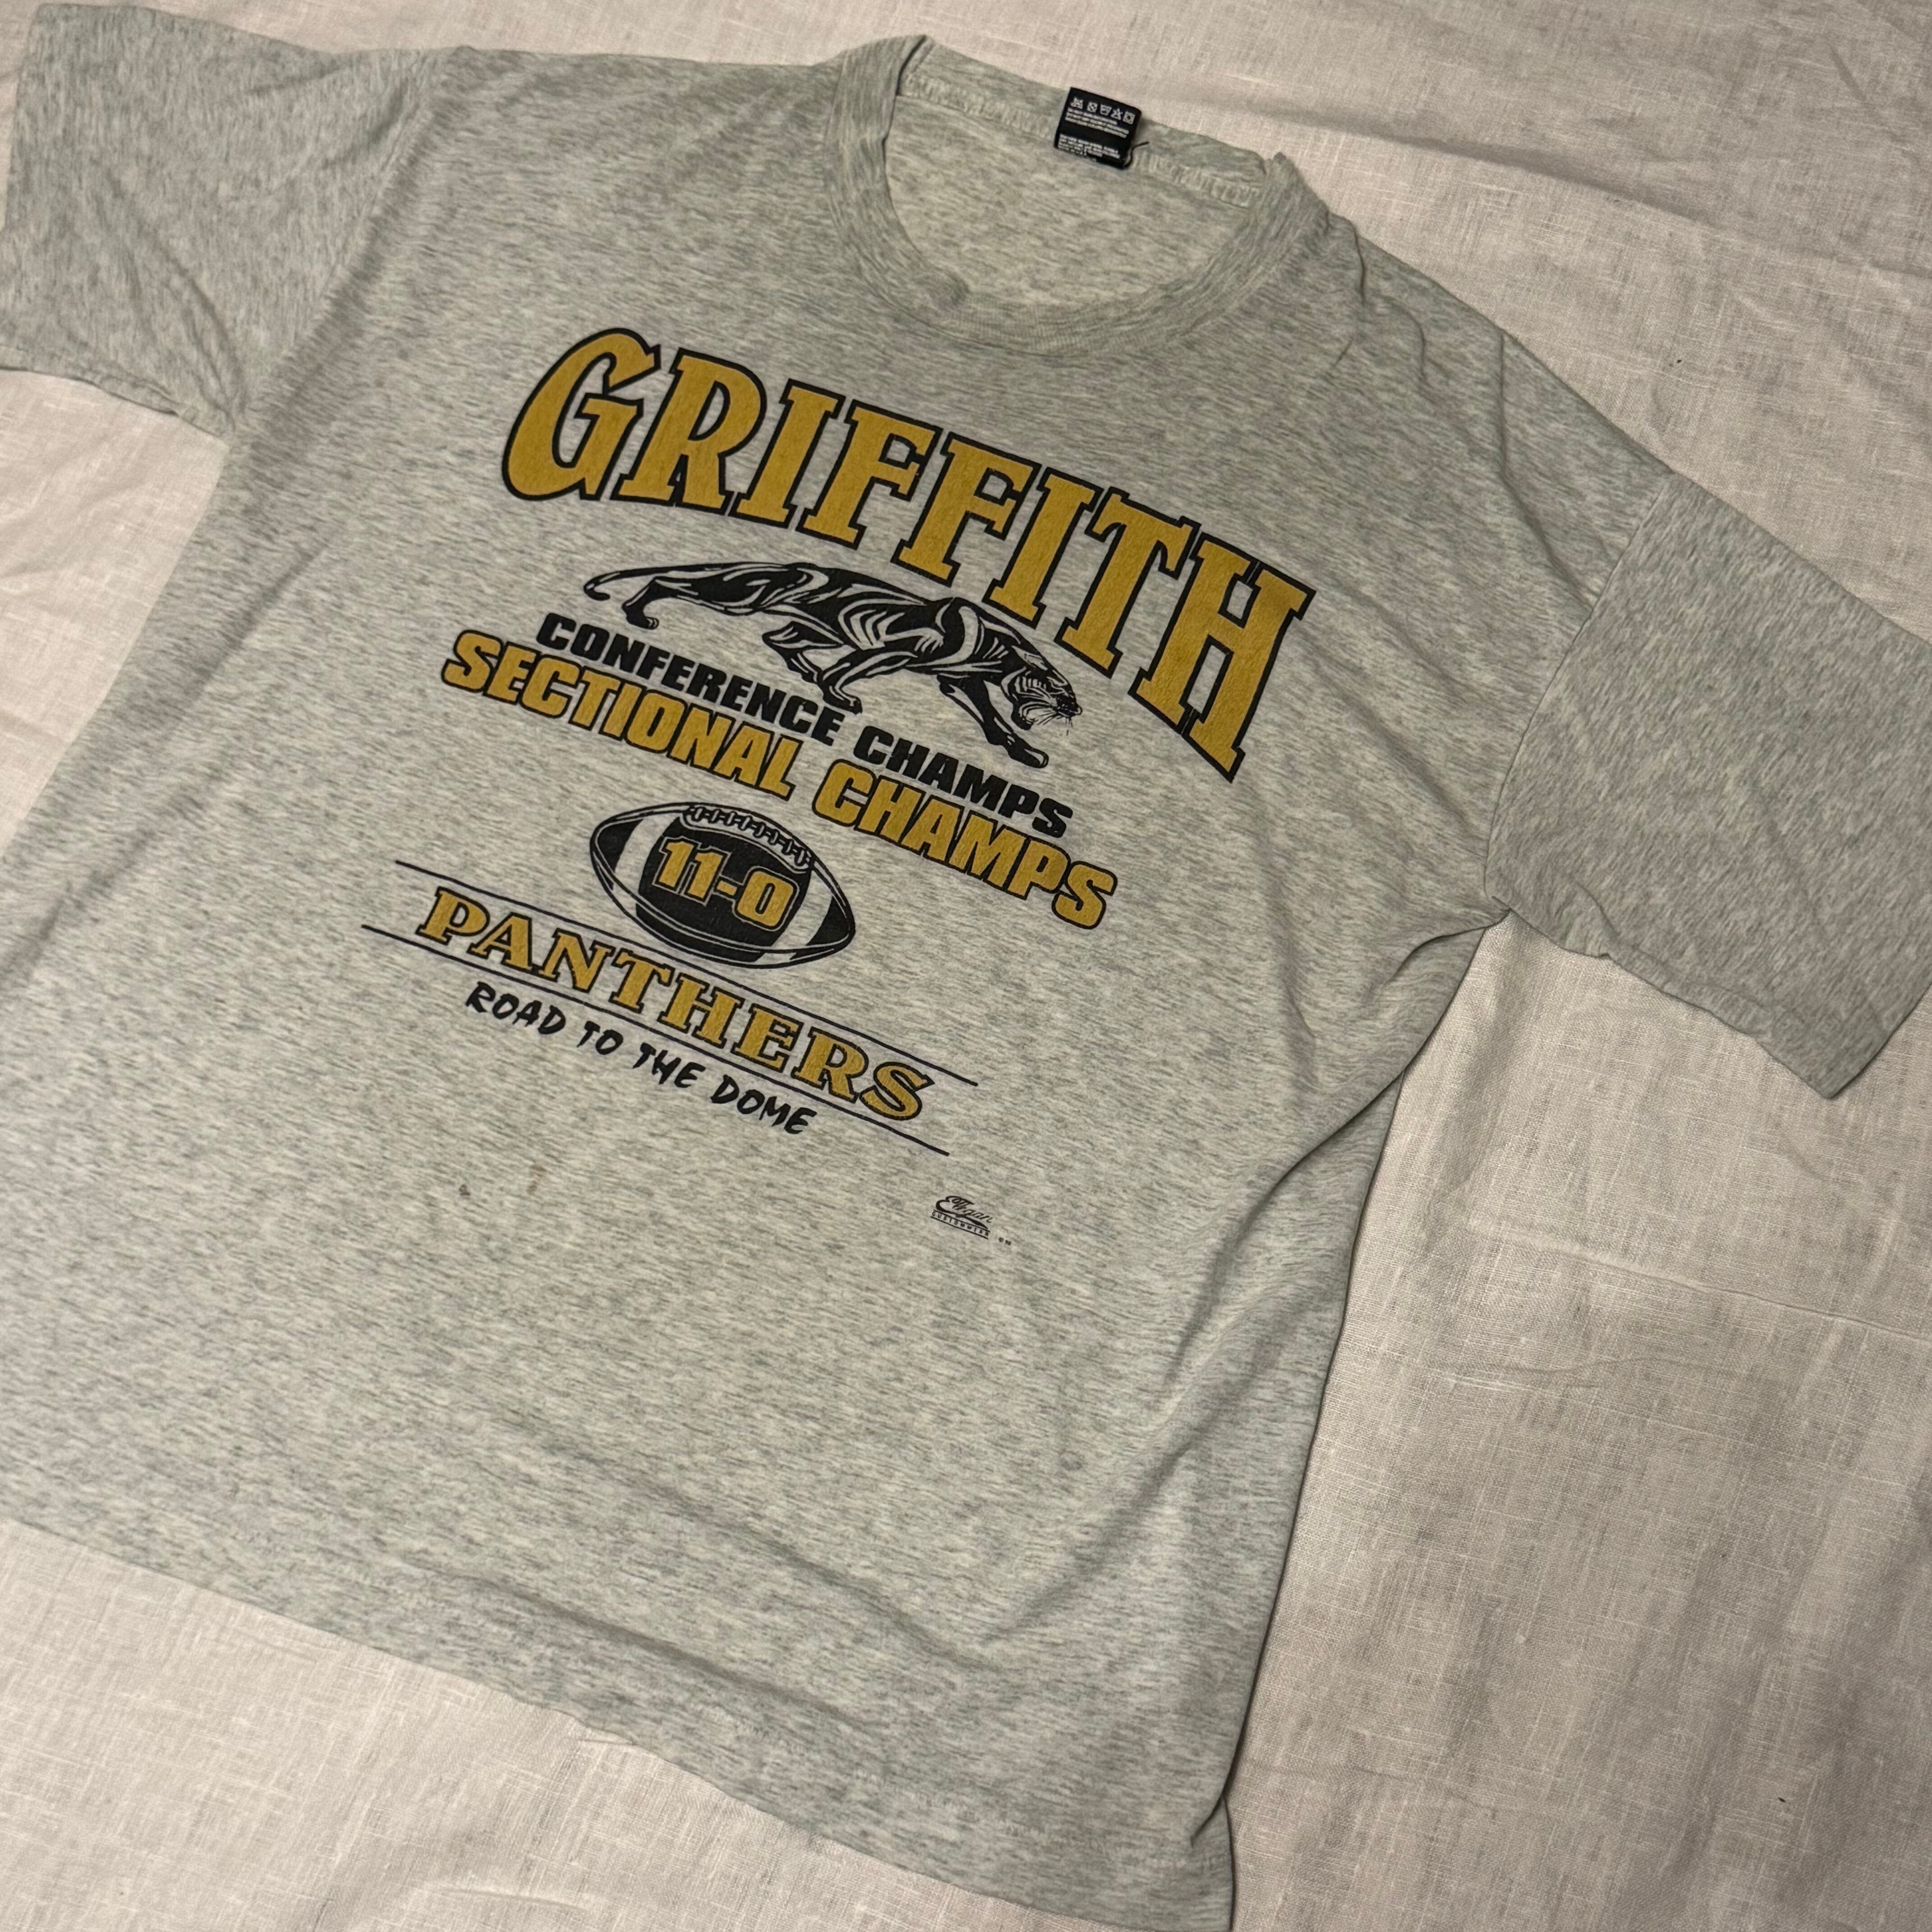 GRIFFITH
CONFERENCE CHAMPS
SECTIONAL CHAMPS
11-0
PANTHERS
ROAD TO THE DOME